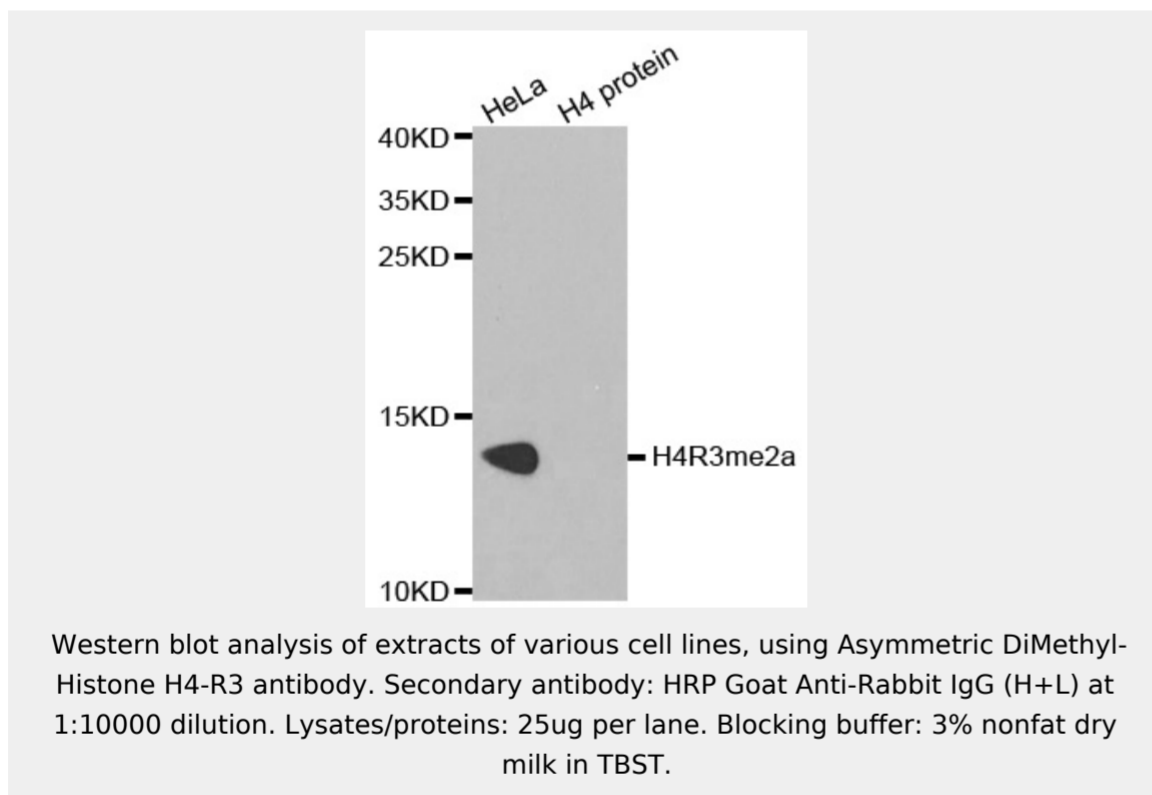 HeLa
H4 protein
40KD
35KD
25KD
15KD
H4R3me2a
10KD
Western blot analysis of extracts of various cell lines, using Asymmetric DiMethyl-
Histone H4-R3 antibody. Secondary antibody: HRP Goat Anti-Rabbit IgG (H+L) at
1:10000 dilution. Lysates/proteins: 25ug per lane. Blocking buffer: 3% nonfat dry
milk in TBST.